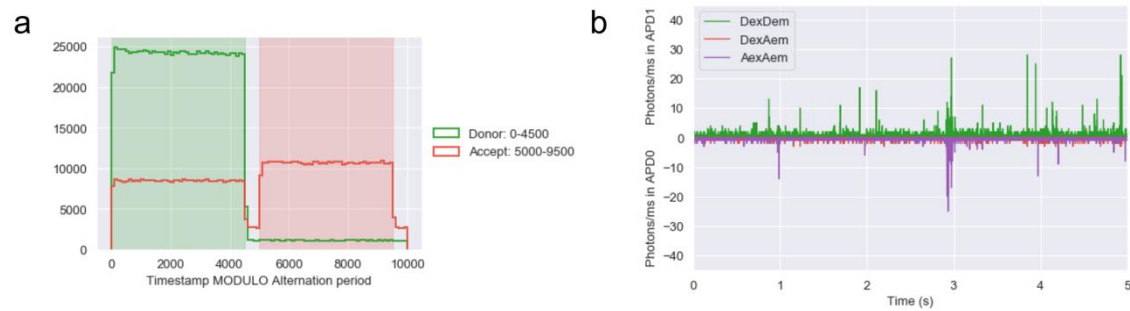 a
25000
20000
15000
10000
5000
0
0 2000 4000 6000 8000 10000
Timestamp MODULO Alternation period
Donor: 0-4500
Accept: 5000-9500
b
Photons/ms in APD1
Photons/ms in APD0
40
30
20
10
0
−10
−20
−30
−40
DexDem
DexAem
AexAem
0 1 2 3 4 5
Time (s)